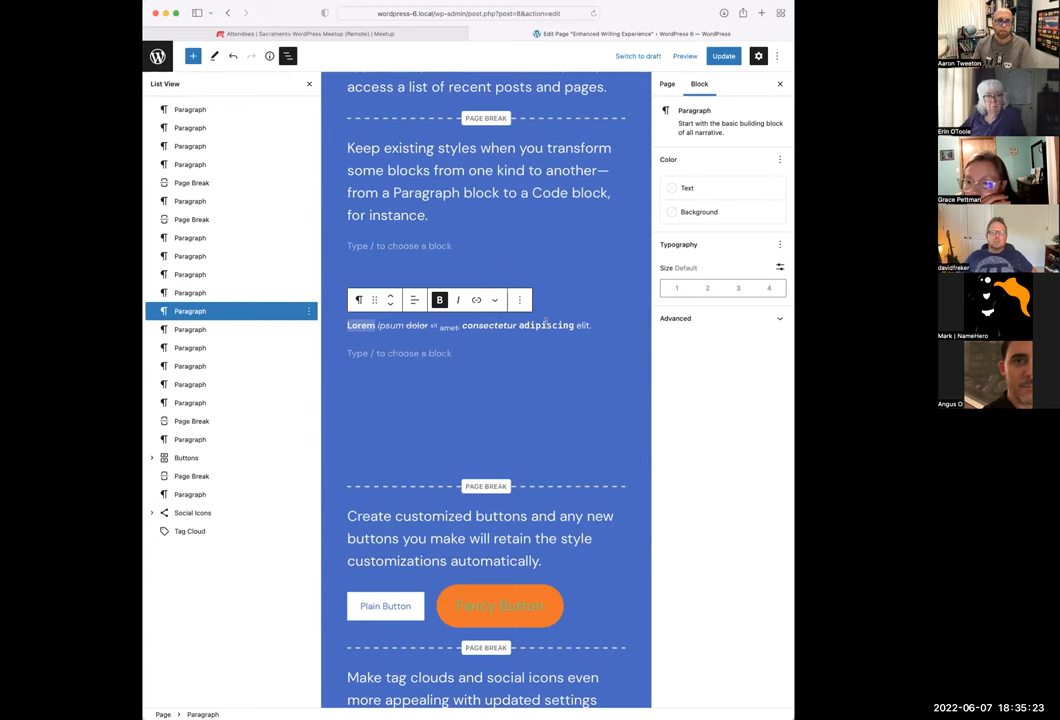 wordpress-6.local/wp-admin/post.php?post=8&action=edit
Attendees | Sacramento WordPress Meetup (Remote) | Meetup
Edit Page "Enhanced Writing Experience" ‹ WordPress 6 — WordPress
Switch to draft
Preview
Update
List View
Paragraph
Paragraph
Paragraph
Paragraph
Page Break
Paragraph
Page Break
Paragraph
Paragraph
Paragraph
Paragraph
Paragraph
Paragraph
Paragraph
Paragraph
Paragraph
Paragraph
Page Break
Paragraph
Buttons
Page Break
Paragraph
Social Icons
Tag Cloud
access a list of recent posts and pages.
PAGE BREAK
Keep existing styles when you transform
some blocks from one kind to another—
from a Paragraph block to a Code block,
for instance.
Type / to choose a block
B I
Lorem ipsum dolor sit amet, consectetur adipiscing elit.
Type / to choose a block
PAGE BREAK
Create customized buttons and any new
buttons you make will retain the style
customizations automatically.
Plain Button
Fancy Button
PAGE BREAK
Make tag clouds and social icons even
more appealing with updated settings
Page Block
Paragraph
Start with the basic building block
of all narrative.
Color
Text
Background
Typography
Size Default
1 2 3 4
Advanced
Page › Paragraph
Aaron Tweeton
Erin OToole
Grace Pettman
davidfreker
Mark | NameHero
Angus O
2022-06-07 18:35:23